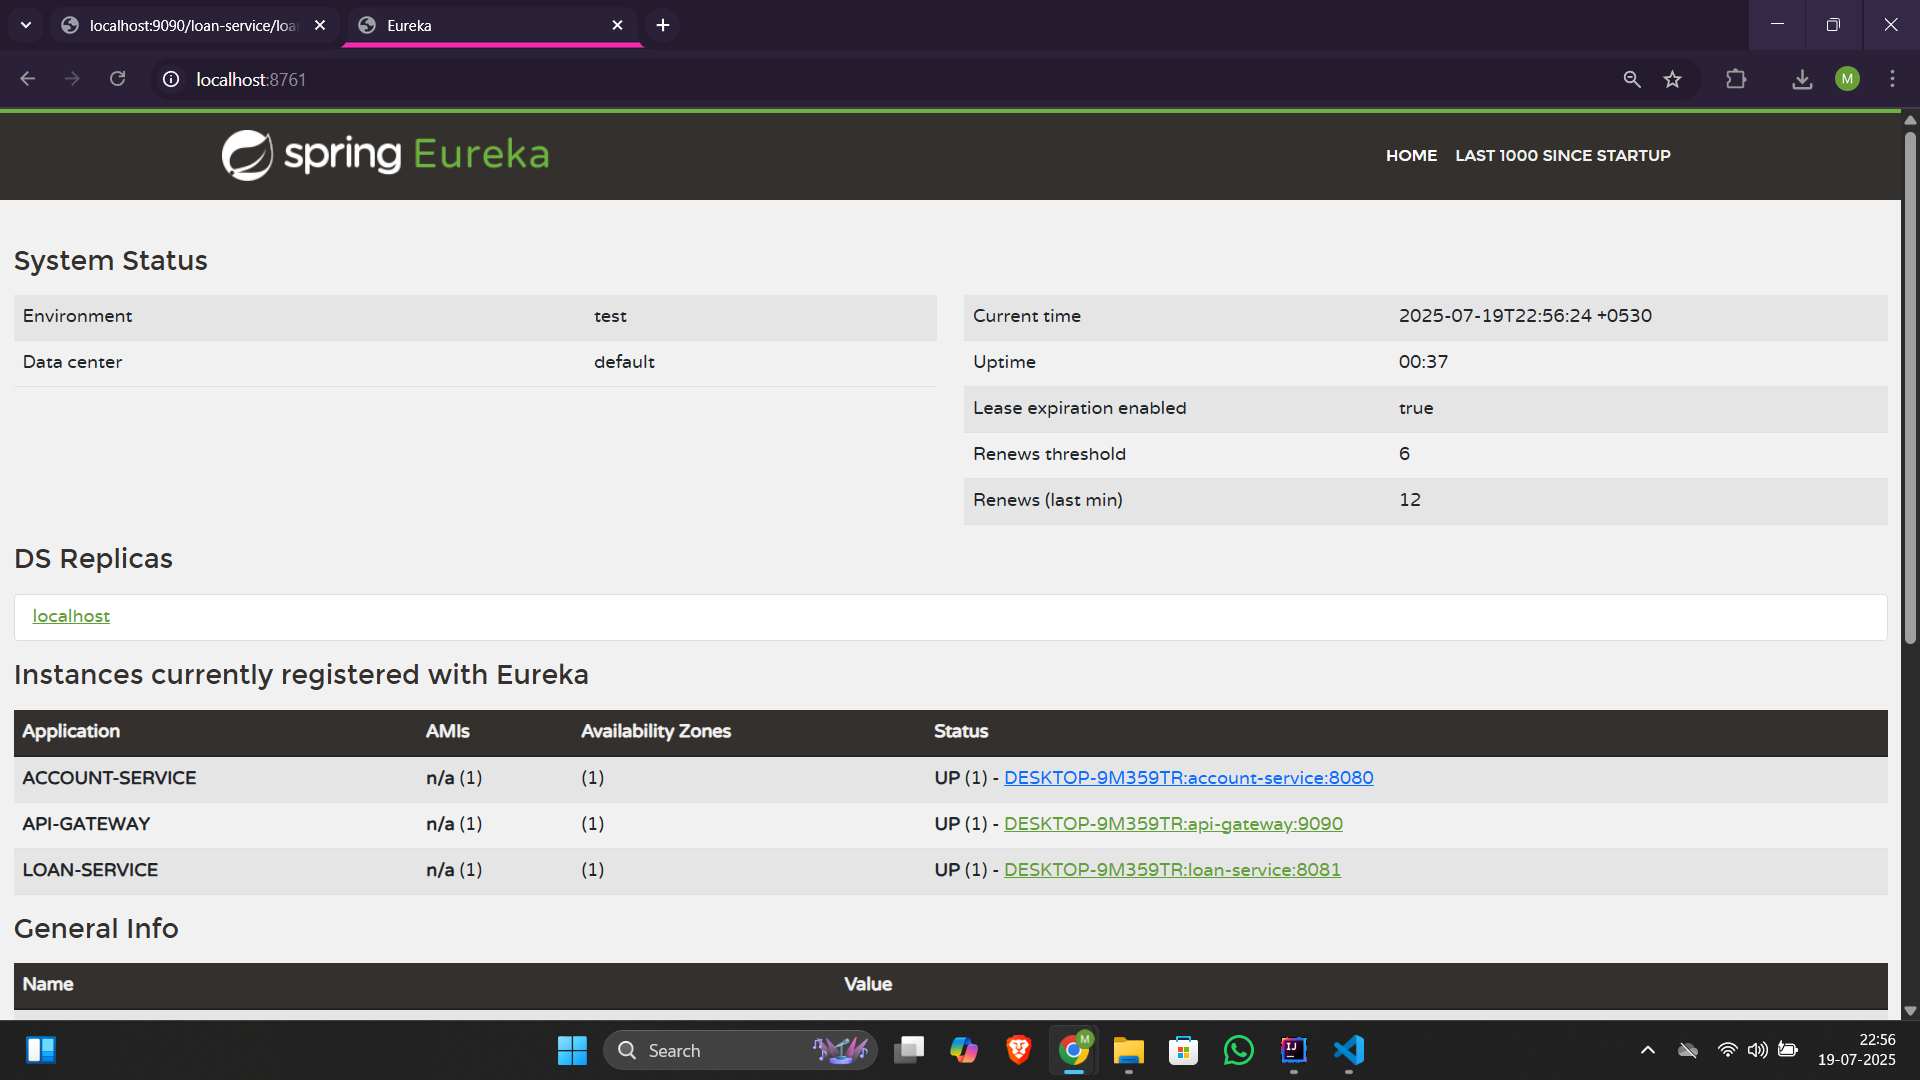 localhost:9090/loan-service/loa
Eureka
localhost:8761
M
spring Eureka
HOME LAST 1000 SINCE STARTUP
System Status
Environment test
Data center default
Current time 2025-07-19T22:56:24 +0530
Uptime 00:37
Lease expiration enabled true
Renews threshold 6
Renews (last min) 12
DS Replicas
localhost
Instances currently registered with Eureka
Application AMIs Availability Zones Status
ACCOUNT-SERVICE n/a (1) (1) UP (1) - DESKTOP-9M359TR:account-service:8080
API-GATEWAY n/a (1) (1) UP (1) - DESKTOP-9M359TR:api-gateway:9090
LOAN-SERVICE n/a (1) (1) UP (1) - DESKTOP-9M359TR:loan-service:8081
General Info
Name Value
Search
M
IJ
22:56
19-07-2025